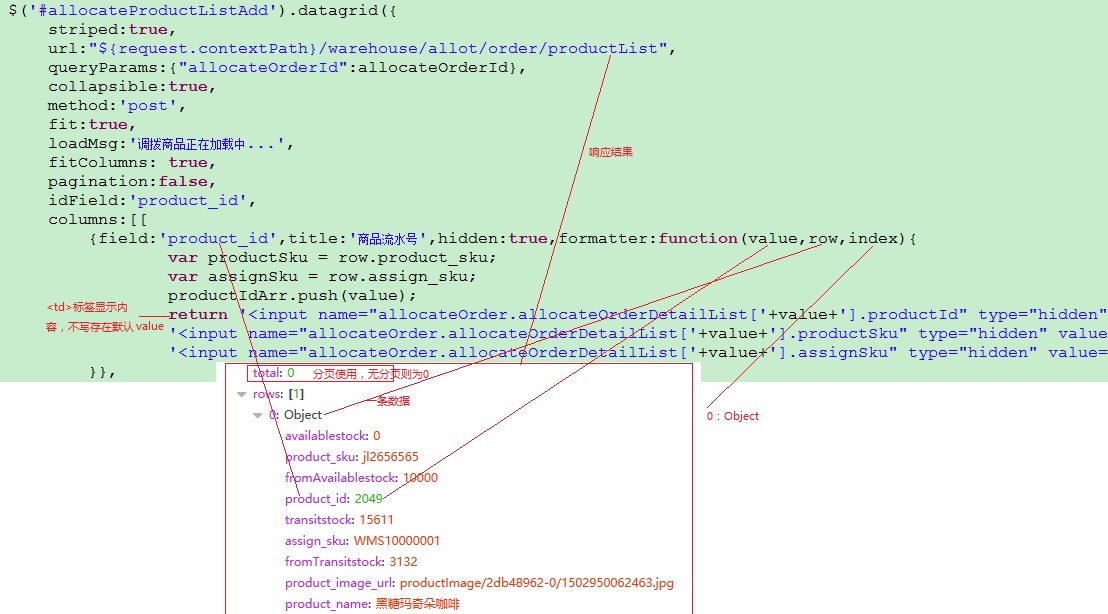 $('#allocateProductListAdd').datagrid({
striped:true,
url:"${request.contextPath}/warehouse/allot/order/productList",
queryParams:{"allocateOrderId":allocateOrderId},
collapsible:true,
method:'post',
fit:true,
loadMsg:'调拨商品正在加载中...',
响应结果
fitColumns: true,
pagination:false,
idField:'product_id',
columns:[[
{field:'product_id',title:'商品流水号',hidden:true,formatter:function(value,row,index){
var productSku = row.product_sku;
var assignSku = row.assign_sku;
productIdArr.push(value);
<td>标签显示内
容，不写存在默认value
return '<input name="allocateOrder.allocateOrderDetailList['+value+'].productId" type="hidden"
'<input name="allocateOrder.allocateOrderDetailList['+value+'].productSku" type="hidden" value
'<input name="allocateOrder.allocateOrderDetailList['+value+'].assignSku" type="hidden" value=
}},
total: 0 分页使用，无分页则为0
rows: [1]
一条数据
0: Object
0：Object
availablestock: 0
product_sku: jl2656565
fromAvailablestock: 10000
product_id: 2049
transitstock: 15611
assign_sku: WMS10000001
fromTransitstock: 3132
product_image_url: productImage/2db48962-0/1502950062463.jpg
product_name: 黑糖玛奇朵咖啡